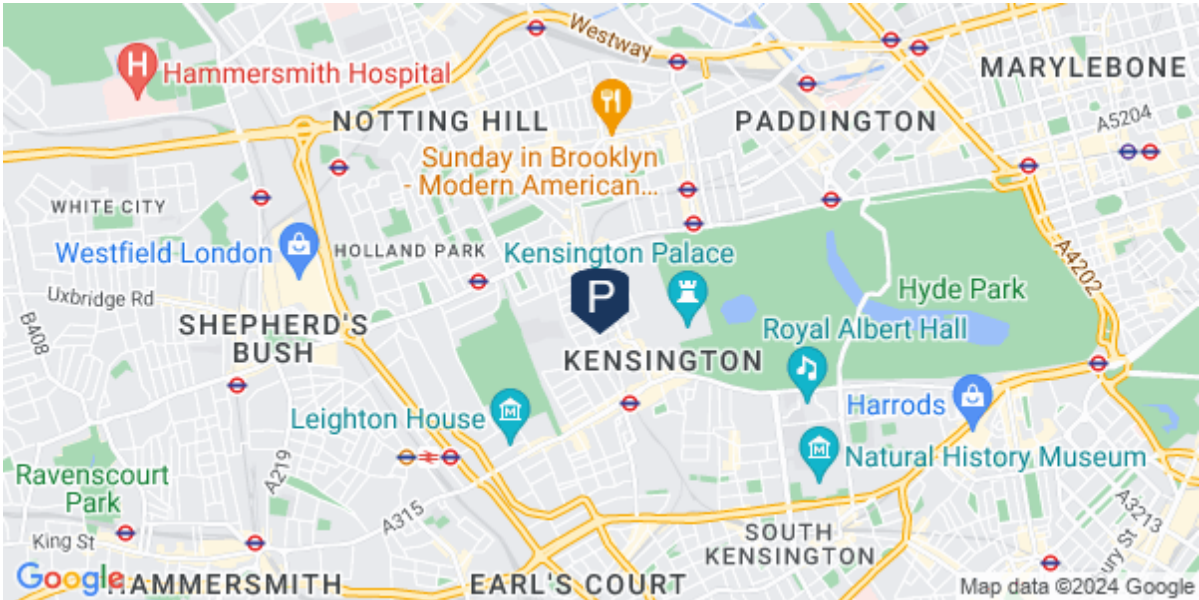 Westway
MARYLEBONE
H
Hammersmith Hospital
NOTTING HILL
PADDINGTON
A5204
Sunday in Brooklyn
- Modern American...
WHITE CITY
Westfield London
HOLLAND PARK
Kensington Palace
A4202
Uxbridge Rd
P
Hyde Park
B408
SHEPHERD'S
BUSH
Royal Albert Hall
KENSINGTON
Leighton House
M
Harrods
Ravenscourt
Park
A219
M
Natural History Museum
A315
A3213
King St
SOUTH
KENSINGTON
bury St
Google
HAMMERSMITH
EARL'S COURT
Map data ©2024 Google